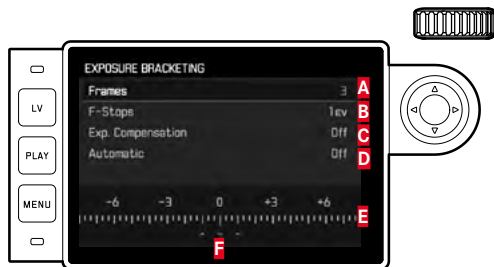 EXPOSURE BRACKETING
Frames 3 A
LV
F-Stops 1EV B
Exp. Compensation Off C
PLAY
Automatic Off D
MENU
-6 -3 0 +3 +6
E
F